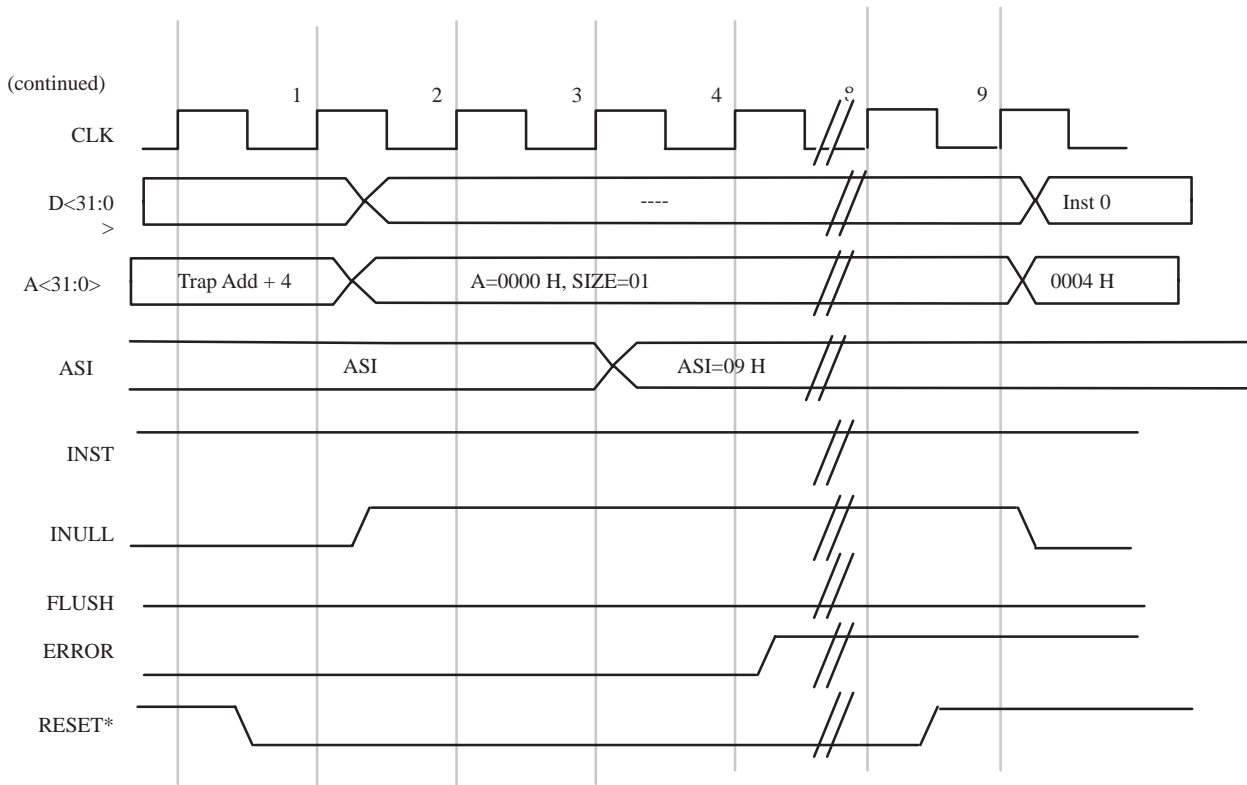 (continued)
1 2 3 4 8 9
CLK
D<31:0
>
---- Inst 0
A<31:0>
Trap Add + 4 A=0000 H, SIZE=01 0004 H
ASI
ASI ASI=09 H
INST
INULL
FLUSH
ERROR
RESET*